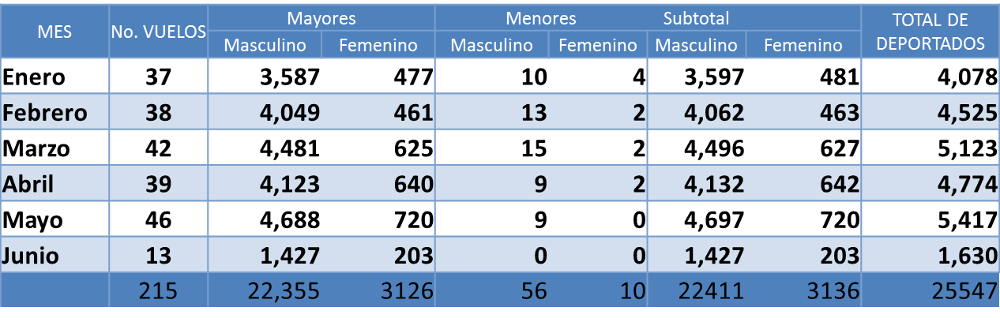 MES No. VUELOS Mayores Menores Subtotal TOTAL DE DEPORTADOS
Masculino Femenino Masculino Femenino Masculino Femenino
Enero 37 3,587 477 10 4 3,597 481 4,078
Febrero 38 4,049 461 13 2 4,062 463 4,525
Marzo 42 4,481 625 15 2 4,496 627 5,123
Abril 39 4,123 640 9 2 4,132 642 4,774
Mayo 46 4,688 720 9 0 4,697 720 5,417
Junio 13 1,427 203 0 0 1,427 203 1,630
215 22,355 3126 56 10 22411 3136 25547